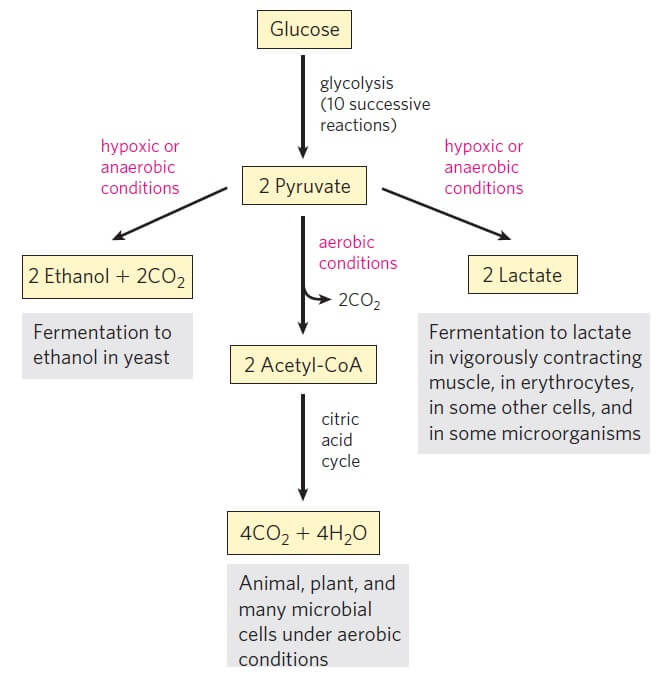 Glucose
glycolysis
(10 successive
reactions)
hypoxic or
anaerobic
conditions
2 Pyruvate
hypoxic or
anaerobic
conditions
aerobic
conditions
2 Ethanol + 2CO₂
2 Lactate
2CO₂
Fermentation to
ethanol in yeast
Fermentation to lactate
in vigorously contracting
muscle, in erythrocytes,
in some other cells, and
in some microorganisms
2 Acetyl-CoA
citric
acid
cycle
4CO₂ + 4H₂O
Animal, plant, and
many microbial
cells under aerobic
conditions